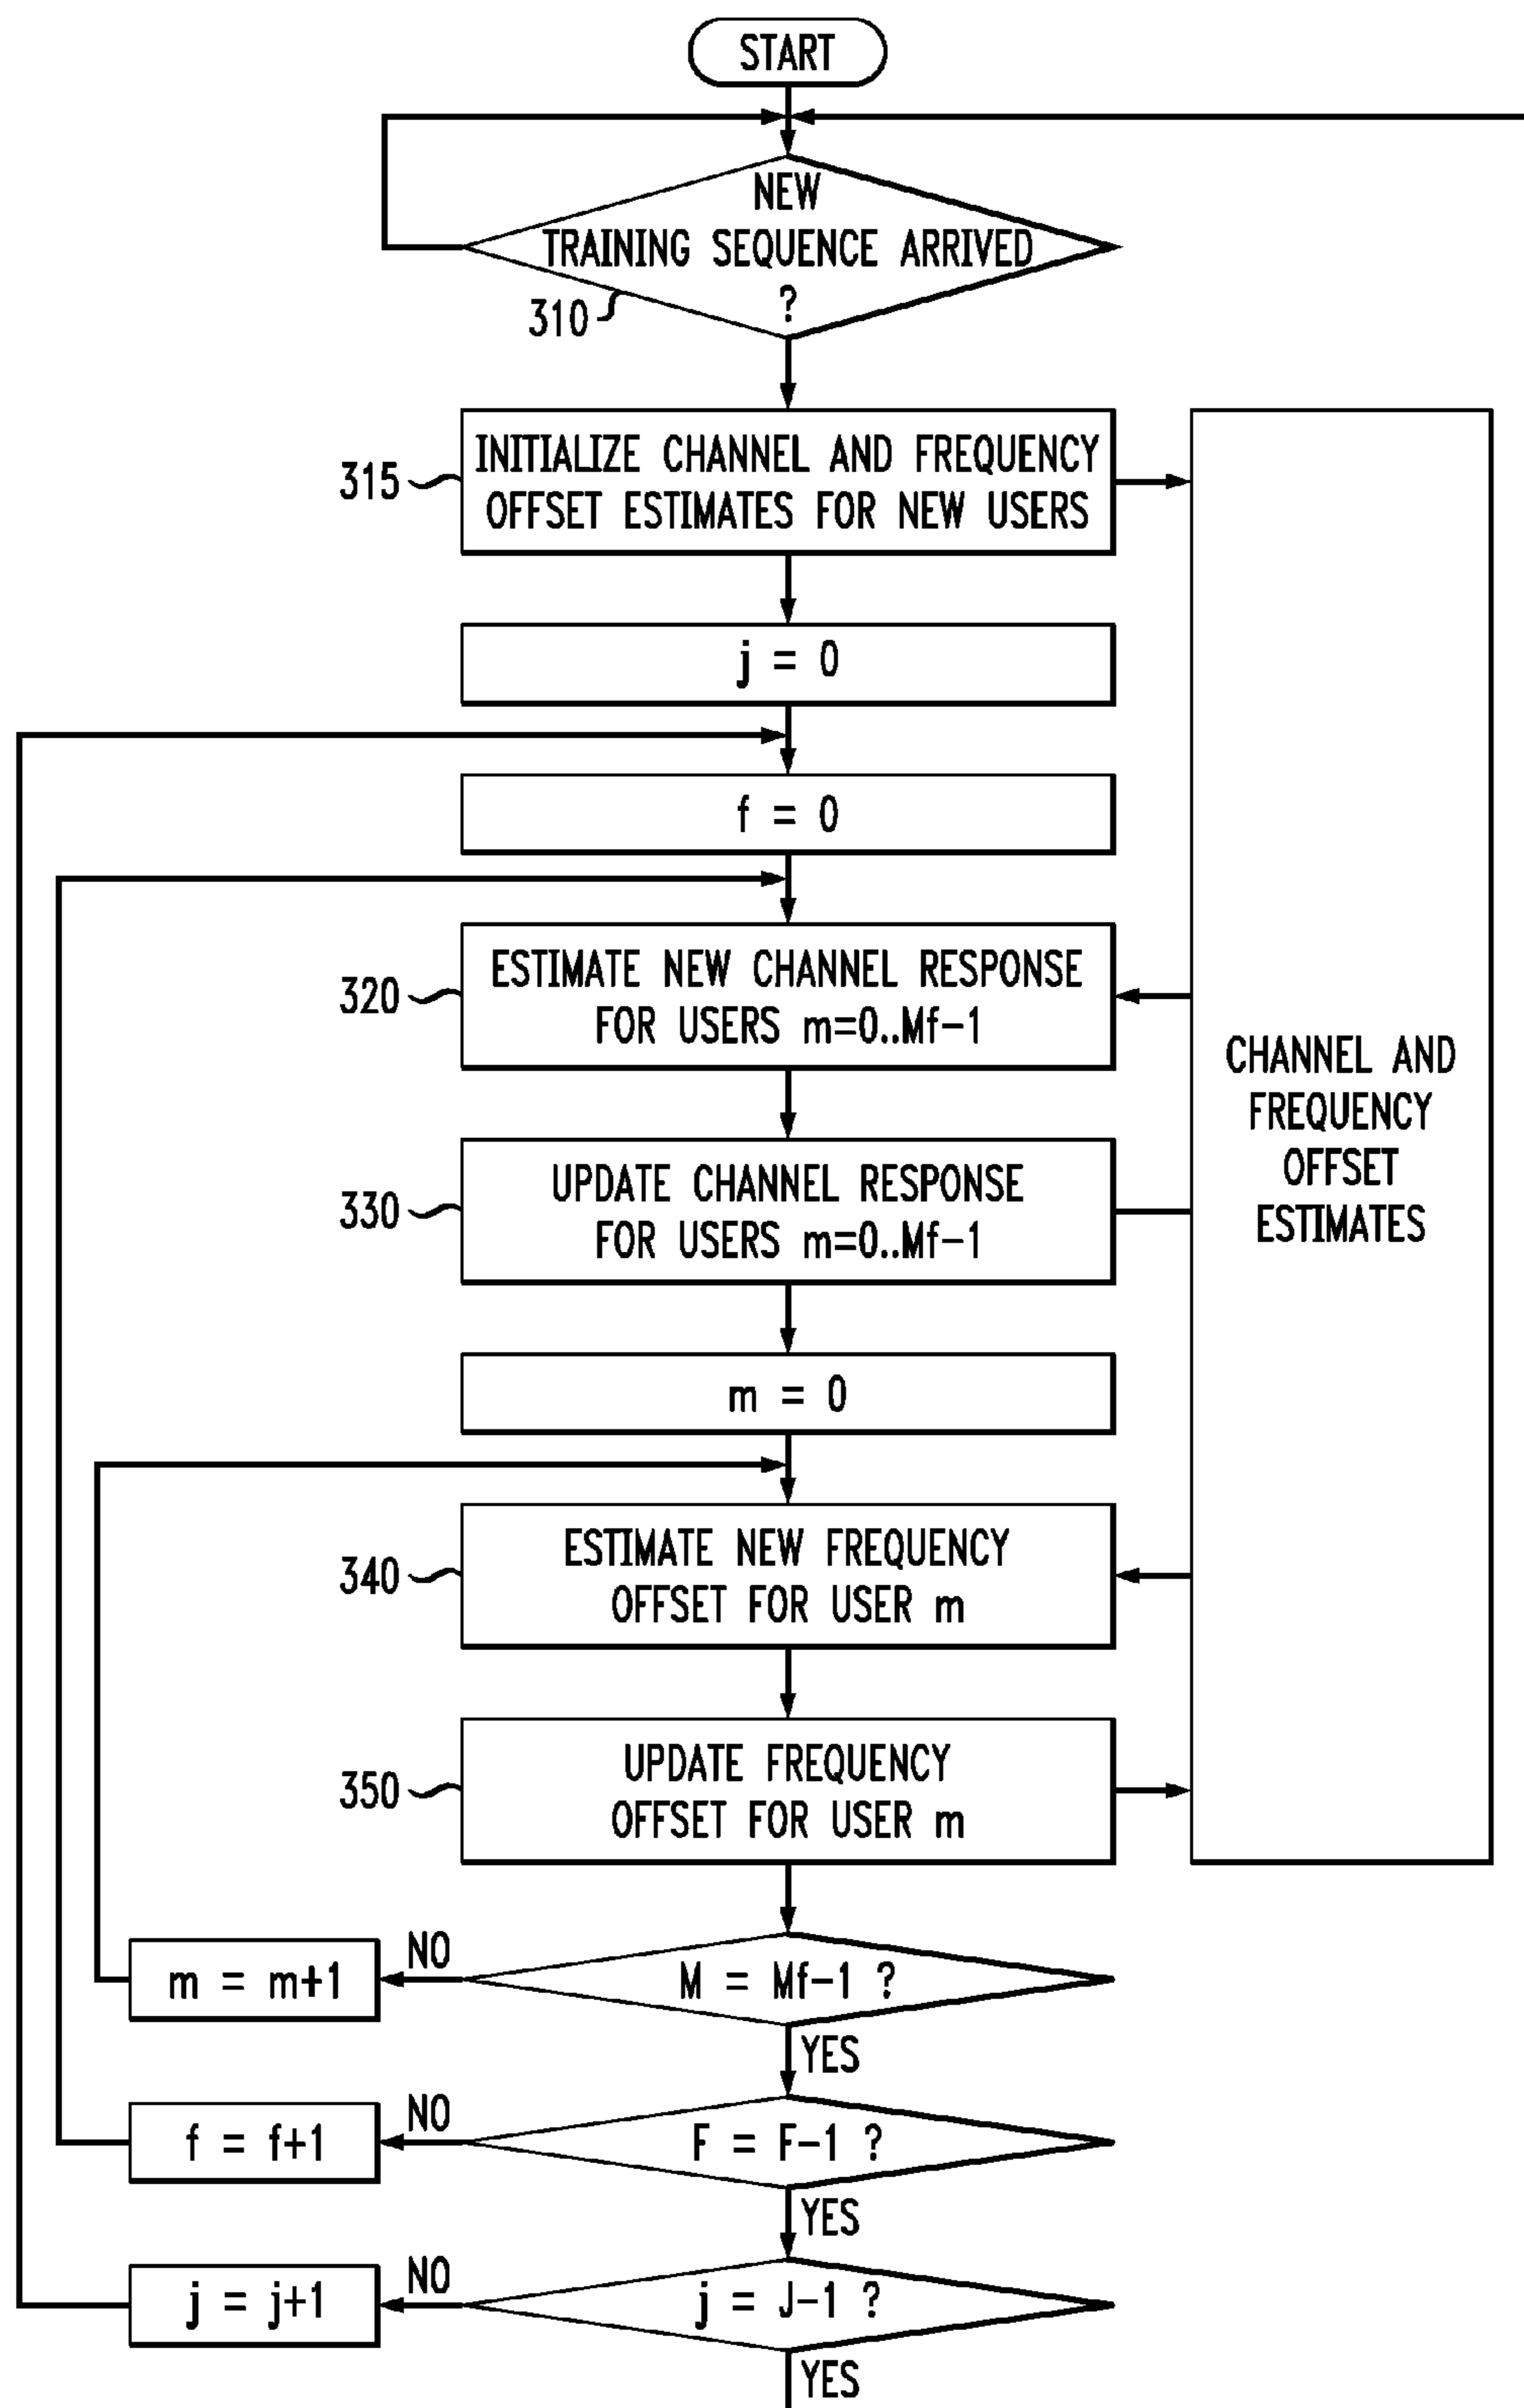 START
NEW
TRAINING SEQUENCE ARRIVED
?
310
INITIALIZE CHANNEL AND FREQUENCY
OFFSET ESTIMATES FOR NEW USERS
315
j = 0
f = 0
ESTIMATE NEW CHANNEL RESPONSE
FOR USERS m=0..Mf-1
320
CHANNEL AND
FREQUENCY
OFFSET
ESTIMATES
UPDATE CHANNEL RESPONSE
FOR USERS m=0..Mf-1
330
m = 0
ESTIMATE NEW FREQUENCY
OFFSET FOR USER m
340
UPDATE FREQUENCY
OFFSET FOR USER m
350
m = m+1
NO
M = Mf-1 ?
YES
f = f+1
NO
F = F-1 ?
YES
j = j+1
NO
j = J-1 ?
YES